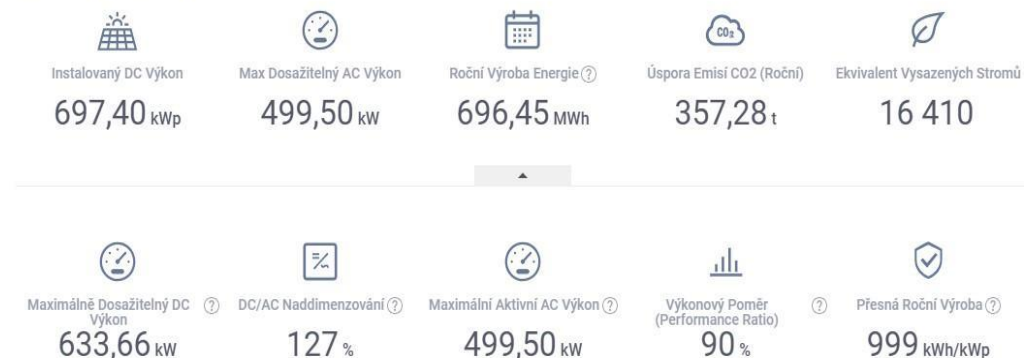 Instalovaný DC Výkon
697,40 kWp
Max Dosažitelný AC Výkon
499,50 kW
Roční Výroba Energie ?
696,45 MWh
CO2
Úspora Emisí CO2 (Roční)
357,28 t
Ekvivalent Vysazených Stromů
16 410
Maximálně Dosažitelný DC ?
Výkon
633,66 kW
DC/AC Naddimenzování ?
127 %
Maximální Aktivní AC Výkon ?
499,50 kW
Výkonový Poměr ?
(Performance Ratio)
90 %
Přesná Roční Výroba ?
999 kWh/kWp